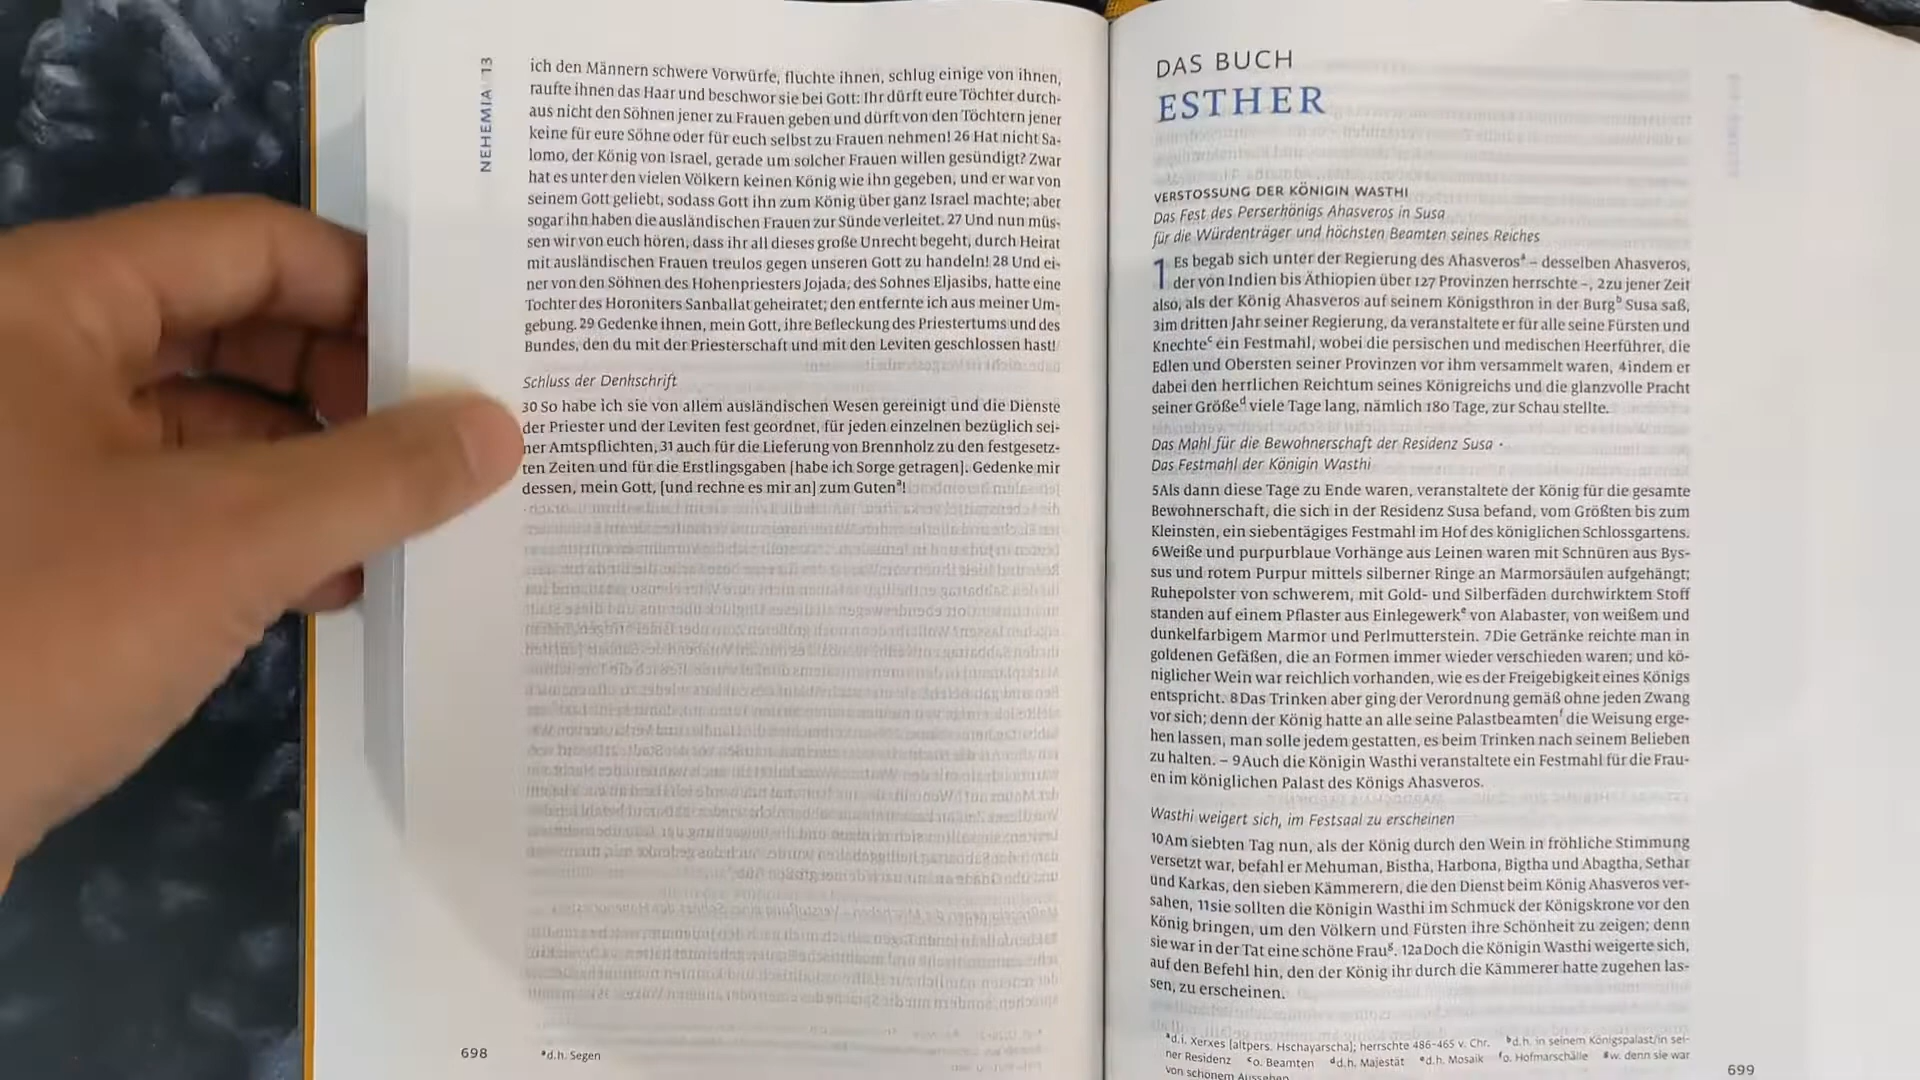 NEHEMIA 13
ich den Männern schwere Vorwürfe, fluchte ihnen, schlug einige von ihnen,
raufte ihnen das Haar und beschwor sie bei Gott: Ihr dürft eure Töchter durch-
aus nicht den Söhnen jener zu Frauen geben und dürft von den Töchtern jener
keine für eure Söhne oder für euch selbst zu Frauen nehmen! 26 Hat nicht Sa-
lomo, der König von Israel, gerade um solcher Frauen willen gesündigt? Zwar
hat es unter den vielen Völkern keinen König wie ihn gegeben, und er war von
seinem Gott geliebt, sodass Gott ihn zum König über ganz Israel machte; aber
sogar ihn haben die ausländischen Frauen zur Sünde verleitet. 27 Und nun müs-
sen wir von euch hören, dass ihr all dieses große Unrecht begeht, durch Heirat
mit ausländischen Frauen treulos gegen unseren Gott zu handeln! 28 Und ei-
ner von den Söhnen des Hohenpriesters Jojada, des Sohnes Eljasibs, hatte eine
Tochter des Horoniters Sanballat geheiratet; den entfernte ich aus meiner Um-
gebung. 29 Gedenke ihnen, mein Gott, ihre Befleckung des Priestertums und des
Bundes, den du mit der Priesterschaft und mit den Leviten geschlossen hast!
Schluss der Denkschrift
30 So habe ich sie von allem ausländischen Wesen gereinigt und die Dienste
der Priester und der Leviten fest geordnet, für jeden einzelnen bezüglich sei-
ner Amtspflichten, 31 auch für die Lieferung von Brennholz zu den festgesetz-
ten Zeiten und für die Erstlingsgaben [habe ich Sorge getragen]. Gedenke mir
dessen, mein Gott, [und rechne es mir an] zum Guten a!
698
a d.h. Segen
DAS BUCH
ESTHER
VERSTOSSUNG DER KÖNIGIN WASTHI
Das Fest des Perserkönigs Ahasveros in Susa
für die Würdenträger und höchsten Beamten seines Reiches
1 Es begab sich unter der Regierung des Ahasveros a – desselben Ahasveros,
der von Indien bis Äthiopien über 127 Provinzen herrschte –, 2 zu jener Zeit
also, als der König Ahasveros auf seinem Königsthron in der Burg b Susa saß,
3 im dritten Jahr seiner Regierung, da veranstaltete er für alle seine Fürsten und
Knechte c ein Festmahl, wobei die persischen und medischen Heerführer, die
Edlen und Obersten seiner Provinzen vor ihm versammelt waren, 4 indem er
dabei den herrlichen Reichtum seines Königreichs und die glanzvolle Pracht
seiner Größe d viele Tage lang, nämlich 180 Tage, zur Schau stellte.
Das Mahl für die Bewohnerschaft der Residenz Susa ·
Das Festmahl der Königin Wasthi
5 Als dann diese Tage zu Ende waren, veranstaltete der König für die gesamte
Bewohnerschaft, die sich in der Residenz Susa befand, vom Größten bis zum
Kleinsten, ein siebentägiges Festmahl im Hof des königlichen Schlossgartens.
6 Weiße und purpurblaue Vorhänge aus Leinen waren mit Schnüren aus Bys-
sus und rotem Purpur mittels silberner Ringe an Marmorsäulen aufgehängt;
Ruhepolster von schwerem, mit Gold- und Silberfäden durchwirktem Stoff
standen auf einem Pflaster aus Einlegewerk e von Alabaster, von weißem und
dunkelfarbigem Marmor und Perlmutterstein. 7 Die Getränke reichte man in
goldenen Gefäßen, die an Formen immer wieder verschieden waren; und kö-
niglicher Wein war reichlich vorhanden, wie es der Freigebigkeit eines Königs
entspricht. 8 Das Trinken aber ging der Verordnung gemäß ohne jeden Zwang
vor sich; denn der König hatte an alle seine Palastbeamten f die Weisung erge-
hen lassen, man solle jedem gestatten, es beim Trinken nach seinem Belieben
zu halten. – 9 Auch die Königin Wasthi veranstaltete ein Festmahl für die Frau-
en im königlichen Palast des Königs Ahasveros.
Wasthi weigert sich, im Festsaal zu erscheinen
10 Am siebten Tag nun, als der König durch den Wein in fröhliche Stimmung
versetzt war, befahl er Mehuman, Bistha, Harbona, Bigtha und Abagtha, Sethar
und Karkas, den sieben Kämmerern, die den Dienst beim König Ahasveros ver-
sahen, 11 sie sollten die Königin Wasthi im Schmuck der Königskrone vor den
König bringen, um den Völkern und Fürsten ihre Schönheit zu zeigen; denn
sie war in der Tat eine schöne Frau g. 12a Doch die Königin Wasthi weigerte sich,
auf den Befehl hin, den der König ihr durch die Kämmerer hatte zugehen las-
sen, zu erscheinen.
a d.i. Xerxes [altpers. Hschayarscha]; herrschte 486-465 v. Chr. b d.h. in seinem Königspalast/in sei-
ner Residenz c o. Beamten d d.h. Majestät e d.h. Mosaik f o. Hofmarschälle g w. denn sie war
von schönem Aussehen
699